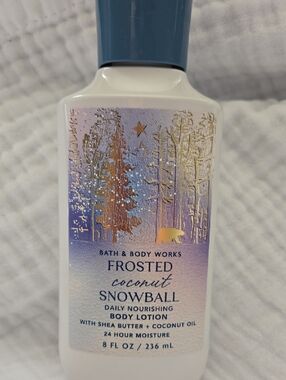 BATH & BODY WORKS
FROSTED
coconut
SNOWBALL
DAILY NOURISHING
BODY LOTION
WITH SHEA BUTTER + COCONUT OIL
24 HOUR MOISTURE
8 FL OZ / 236 mL